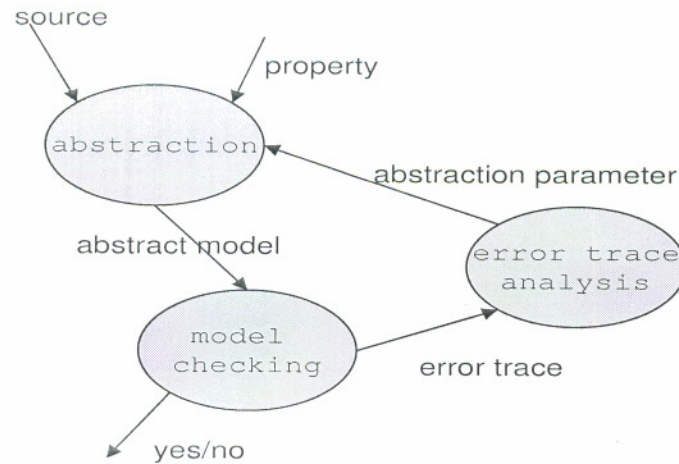 source
property
abstraction
abstraction parameter
abstract model
error trace
analysis
model
checking
error trace
yes/no